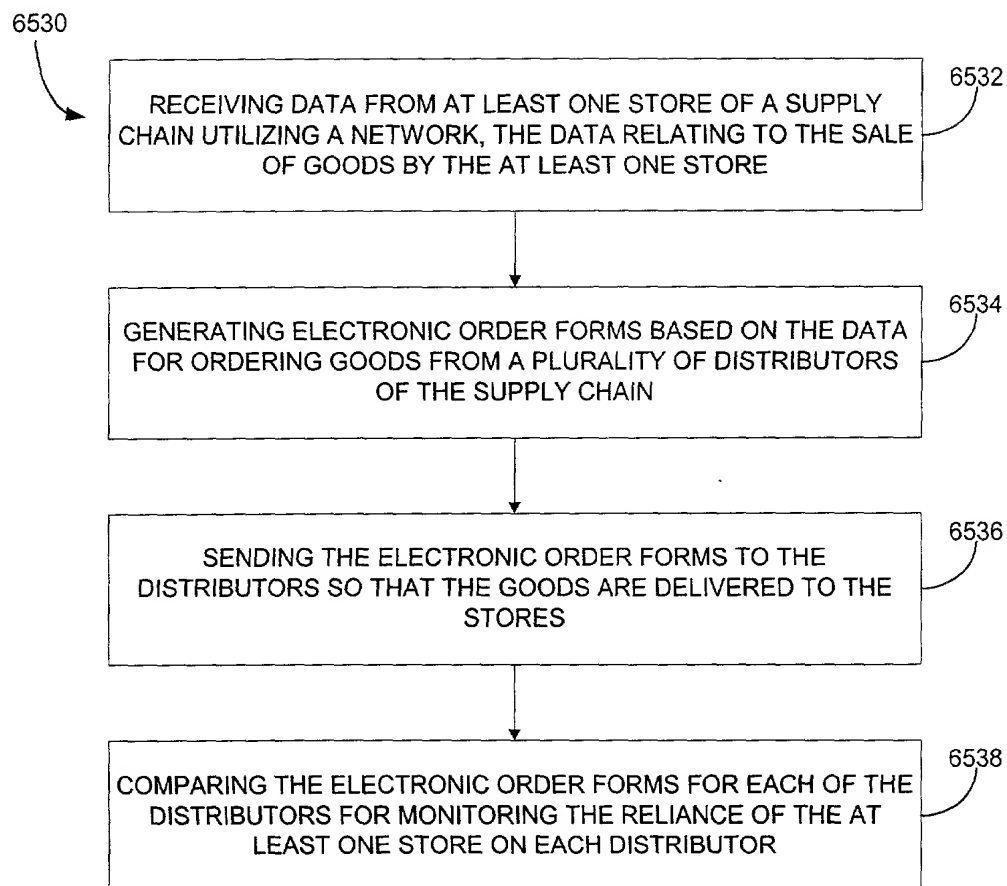 6530
RECEIVING DATA FROM AT LEAST ONE STORE OF A SUPPLY
CHAIN UTILIZING A NETWORK, THE DATA RELATING TO THE SALE
OF GOODS BY THE AT LEAST ONE STORE
6532
GENERATING ELECTRONIC ORDER FORMS BASED ON THE DATA
FOR ORDERING GOODS FROM A PLURALITY OF DISTRIBUTORS
OF THE SUPPLY CHAIN
6534
SENDING THE ELECTRONIC ORDER FORMS TO THE
DISTRIBUTORS SO THAT THE GOODS ARE DELIVERED TO THE
STORES
6536
COMPARING THE ELECTRONIC ORDER FORMS FOR EACH OF THE
DISTRIBUTORS FOR MONITORING THE RELIANCE OF THE AT
LEAST ONE STORE ON EACH DISTRIBUTOR
6538